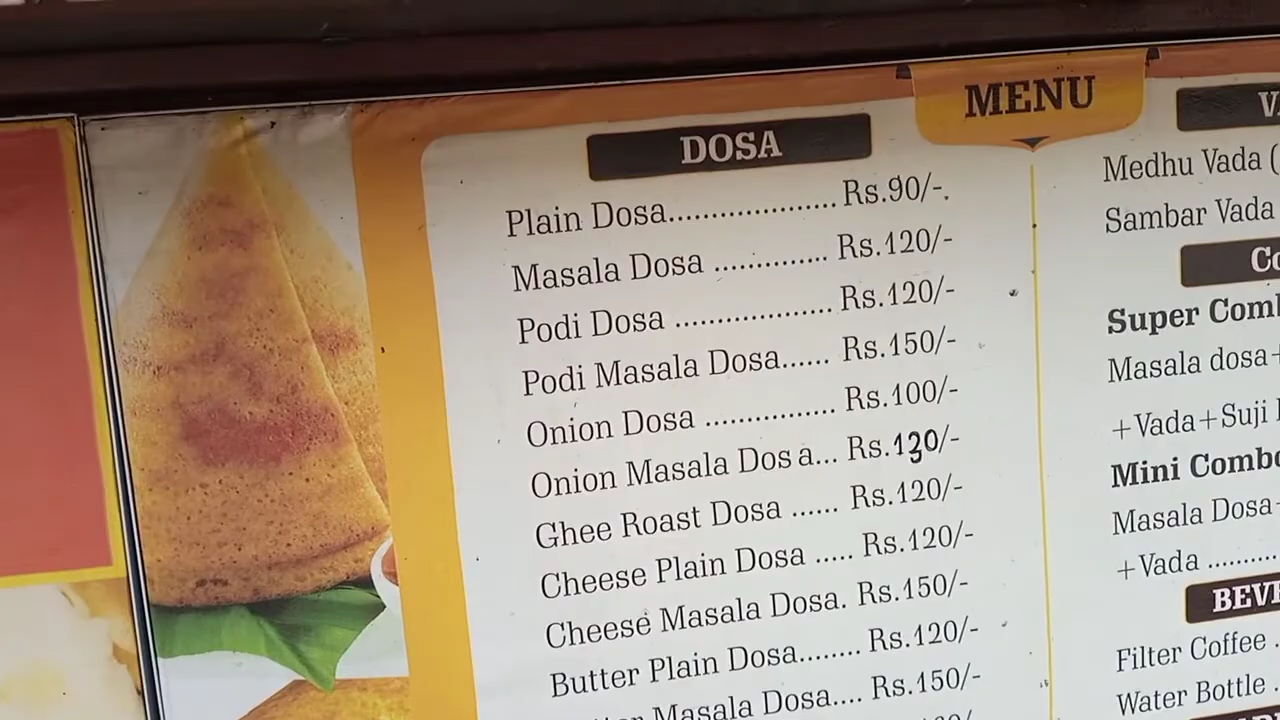 MENU
DOSA
Plain Dosa..................... Rs.90/-.
Masala Dosa .............. Rs.120/-
Podi Dosa ................... Rs.120/-
Podi Masala Dosa...... Rs.150/-
Onion Dosa ................ Rs.100/-
Onion Masala Dosa... Rs.130/-
Ghee Roast Dosa ...... Rs.120/-
Cheese Plain Dosa ..... Rs.120/-
Cheese Masala Dosa. Rs.150/-
Butter Plain Dosa........ Rs.120/-
Masala Dosa.... Rs.150/-
Medhu Vada (
Sambar Vada
Super
Masala dosa+
+Vada+Suji
Mini Combo
Masala Dosa
+Vada ..........
Filter Coffee .
Water Bottle .